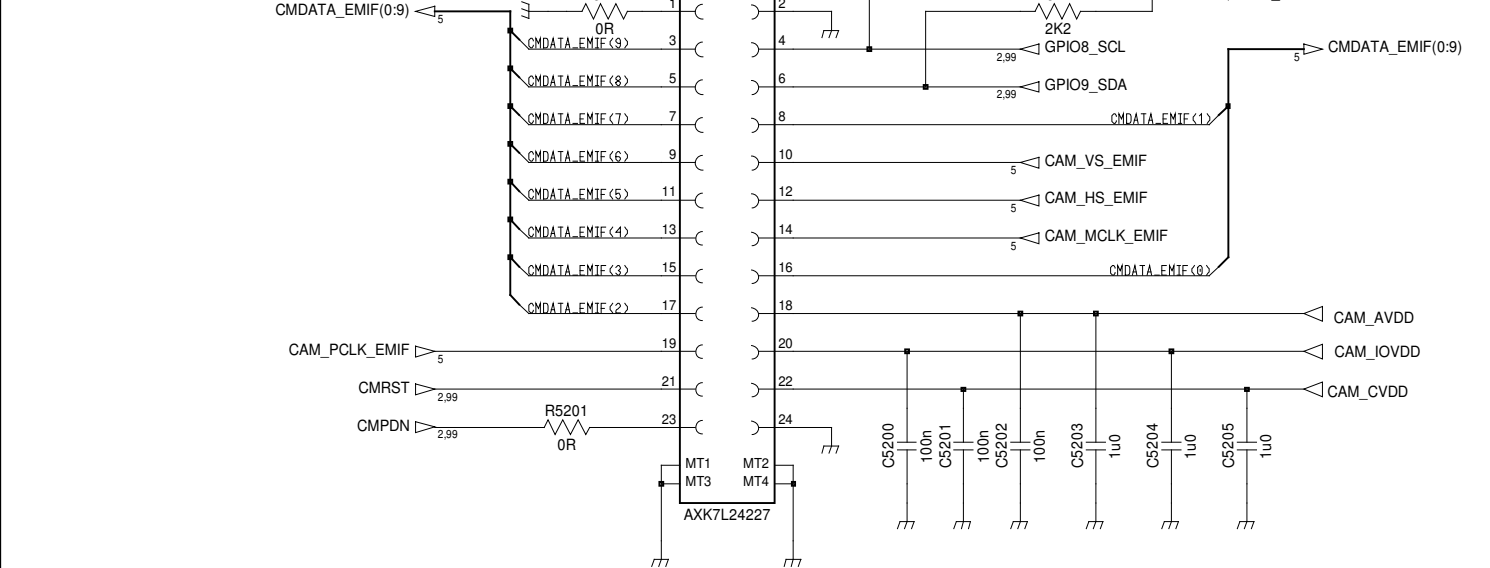 CMDATA_EMIF(0:9)
5
0R
1
2
2K2
CMDATA_EMIF(9)
3
4
2,99
GPIO8_SCL
5
CMDATA_EMIF(0:9)
CMDATA_EMIF(8)
5
6
2,99
GPIO9_SDA
CMDATA_EMIF(7)
7
8
CMDATA_EMIF(1)
CMDATA_EMIF(6)
9
10
5
CAM_VS_EMIF
CMDATA_EMIF(5)
11
12
5
CAM_HS_EMIF
CMDATA_EMIF(4)
13
14
5
CAM_MCLK_EMIF
CMDATA_EMIF(3)
15
16
CMDATA_EMIF(0)
CMDATA_EMIF(2)
17
18
CAM_AVDD
CAM_PCLK_EMIF
5
19
20
CAM_IOVDD
CMRST
2,99
21
22
CAM_CVDD
CMPDN
2,99
R5201
0R
23
24
C5200
100n
C5201
100n
C5202
100n
C5203
1u0
C5204
1u0
C5205
1u0
MT1
MT2
MT3
MT4
AXK7L24227